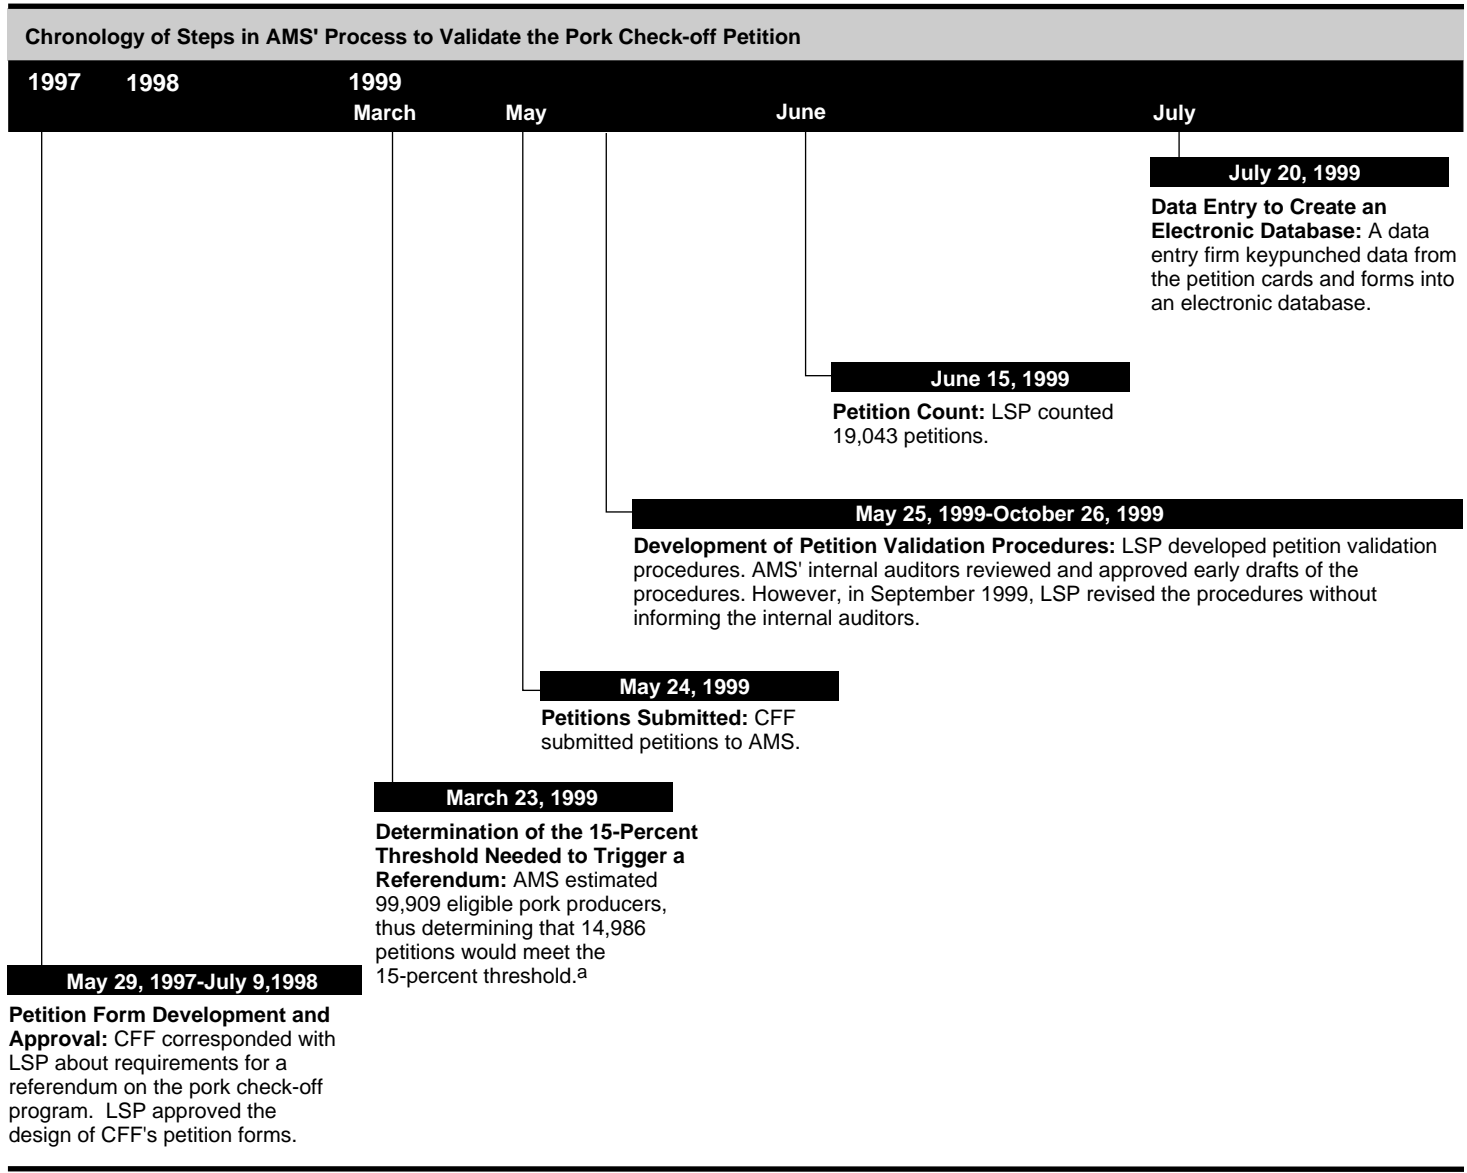 Chronology of Steps in AMS' Process to Validate the Pork Check-off Petition
1997 1998 1999
March May June July
July 20, 1999
Data Entry to Create an
Electronic Database: A data
entry firm keypunched data from
the petition cards and forms into
an electronic database.
June 15, 1999
Petition Count: LSP counted
19,043 petitions.
May 25, 1999-October 26, 1999
Development of Petition Validation Procedures: LSP developed petition validation
procedures. AMS' internal auditors reviewed and approved early drafts of the
procedures. However, in September 1999, LSP revised the procedures without
informing the internal auditors.
May 24, 1999
Petitions Submitted: CFF
submitted petitions to AMS.
March 23, 1999
Determination of the 15-Percent
Threshold Needed to Trigger a
Referendum: AMS estimated
99,909 eligible pork producers,
thus determining that 14,986
petitions would meet the
15-percent threshold.a
May 29, 1997-July 9,1998
Petition Form Development and
Approval: CFF corresponded with
LSP about requirements for a
referendum on the pork check-off
program. LSP approved the
design of CFF's petition forms.